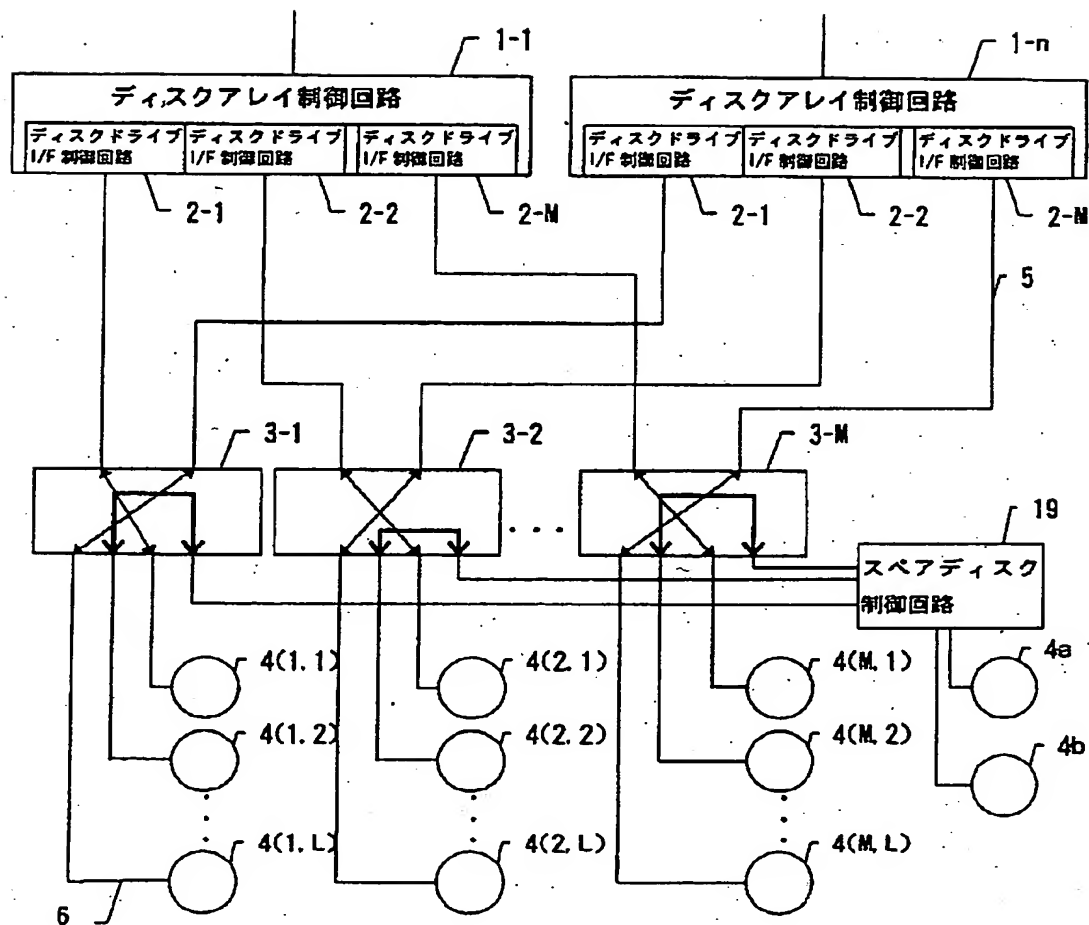 1-1
1-n
ディスクアレイ制御回路
ディスクアレイ制御回路
ディスクドライブ
I/F 制御回路
ディスクドライブ
I/F 制御回路
ディスクドライブ
I/F 制御回路
ディスクドライブ
I/F 制御回路
ディスクドライブ
I/F 制御回路
ディスクドライブ
I/F 制御回路
2-1
2-2
2-M
2-1
2-2
2-M
5
3-1
3-2
3-M
. . .
19
スペアディスク
制御回路
4(1,1)
4(2,1)
4(M,1)
4a
4(1,2)
4(2,2)
4(M,2)
4b
4(1,L)
4(2,L)
4(M,L)
6